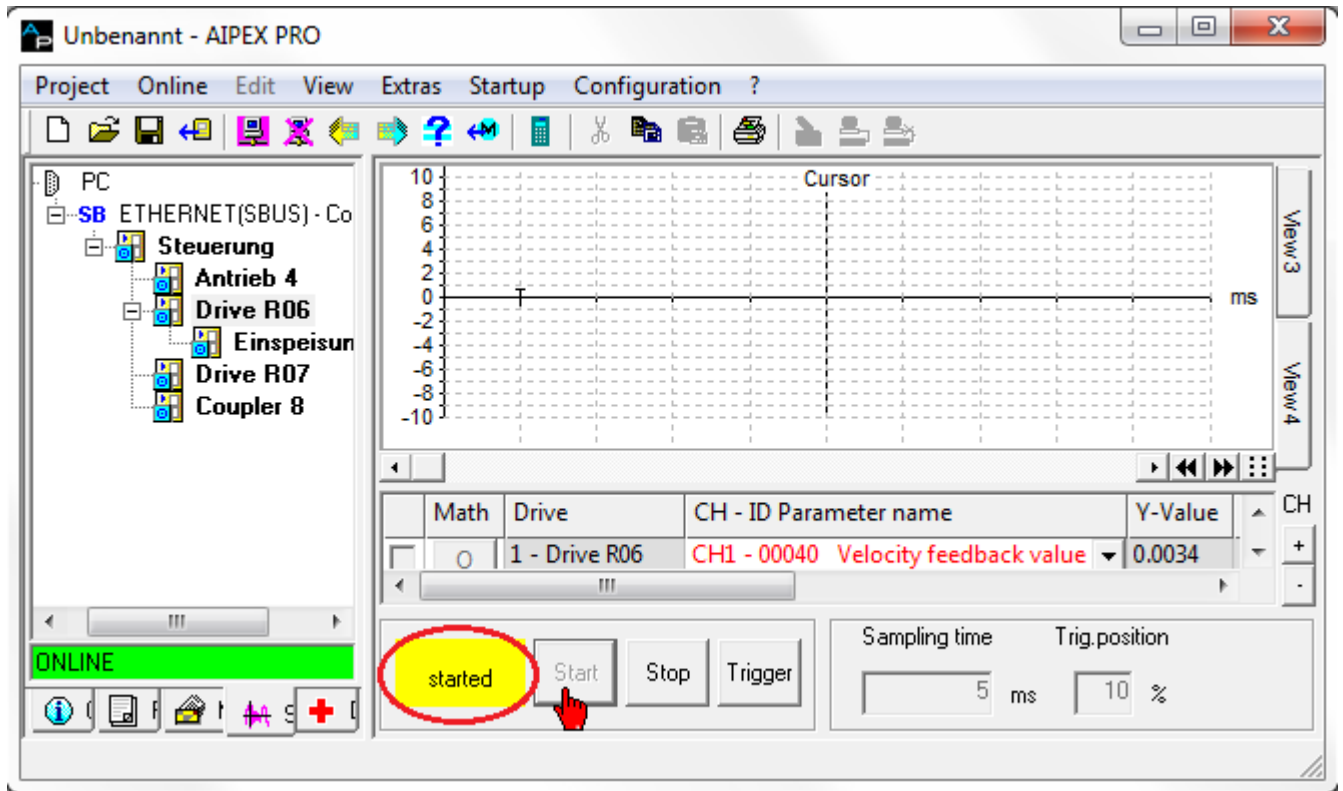 Unbenannt - AIPEX PRO
Project Online Edit View Extras Startup Configuration ?
PC
SB ETHERNET(SBUS) - Co
Steuerung
Antrieb 4
Drive R06
Einspeisun
Drive R07
Coupler 8
ONLINE
10
8
6
4
2
0
-2
-4
-6
-8
-10
Cursor
T
ms
View3
View4
Math Drive CH - ID Parameter name Y-Value
O 1 - Drive R06 CH1 - 00040 Velocity feedback value 0.0034
CH
+
-
started Start Stop Trigger
Sampling time Trig.position
5 ms 10 %